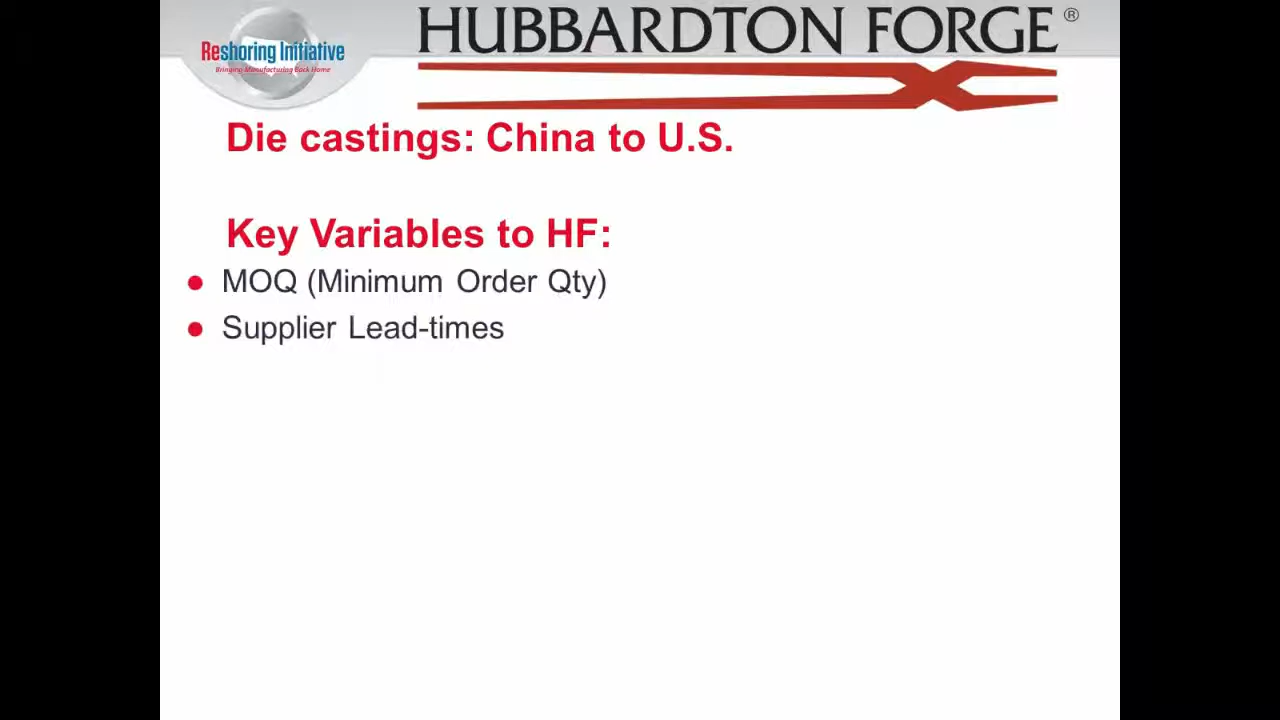 Reshoring Initiative
Bringing Manufacturing Back Home
HUBBARDTON FORGE®
Die castings: China to U.S.
Key Variables to HF:
● MOQ (Minimum Order Qty)
● Supplier Lead-times